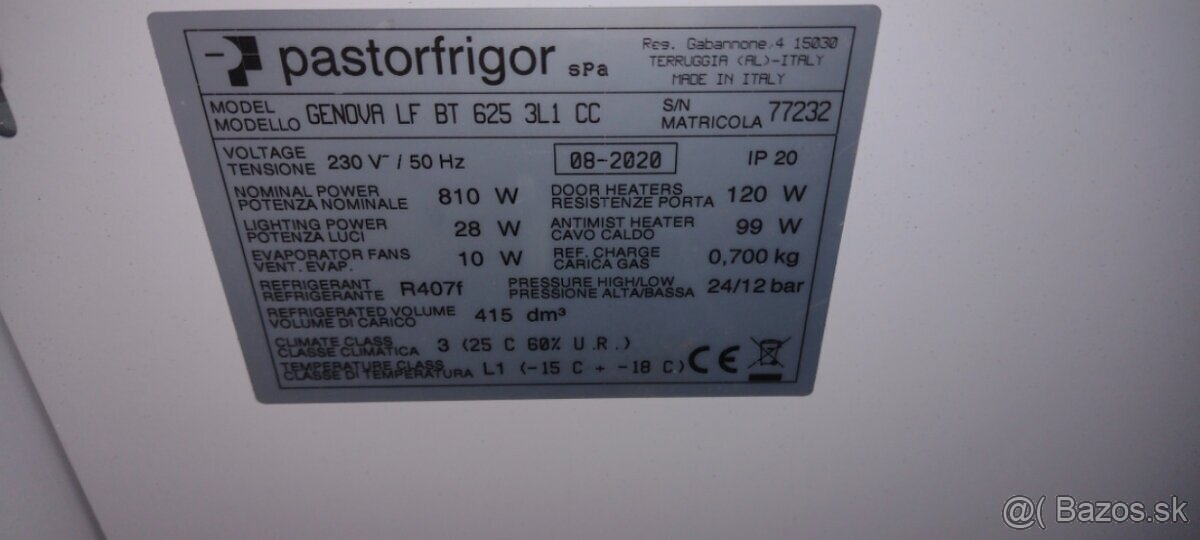 pastorfrigor spa
Reg. Gabannone, 4 15030
TERRUGGIA (AL)-ITALY
MADE IN ITALY
MODEL
MODELLO GENOVA LF BT 625 3L1 CC
S/N
MATRICOLA 77232
VOLTAGE
TENSIONE 230 V~ / 50 Hz
08-2020
IP 20
NOMINAL POWER
POTENZA NOMINALE 810 W
DOOR HEATERS
RESISTENZE PORTA 120 W
LIGHTING POWER
POTENZA LUCI 28 W
ANTIMIST HEATER
CAVO CALDO 99 W
EVAPORATOR FANS
VENT. EVAP. 10 W
REF. CHARGE
CARICA GAS 0,700 kg
REFRIGERANT
REFRIGERANTE R407f
PRESSURE HIGH/LOW
PRESSIONE ALTA/BASSA 24/12 bar
REFRIGERATED VOLUME
VOLUME DI CARICO 415 dm³
CLIMATE CLASS
CLASSE CLIMATICA 3 (25 C 60% U.R.)
TEMPERATURE CLASS
CLASSE DI TEMPERATURA L1 (-15 C + -18 C)
CE
@( Bazos.sk